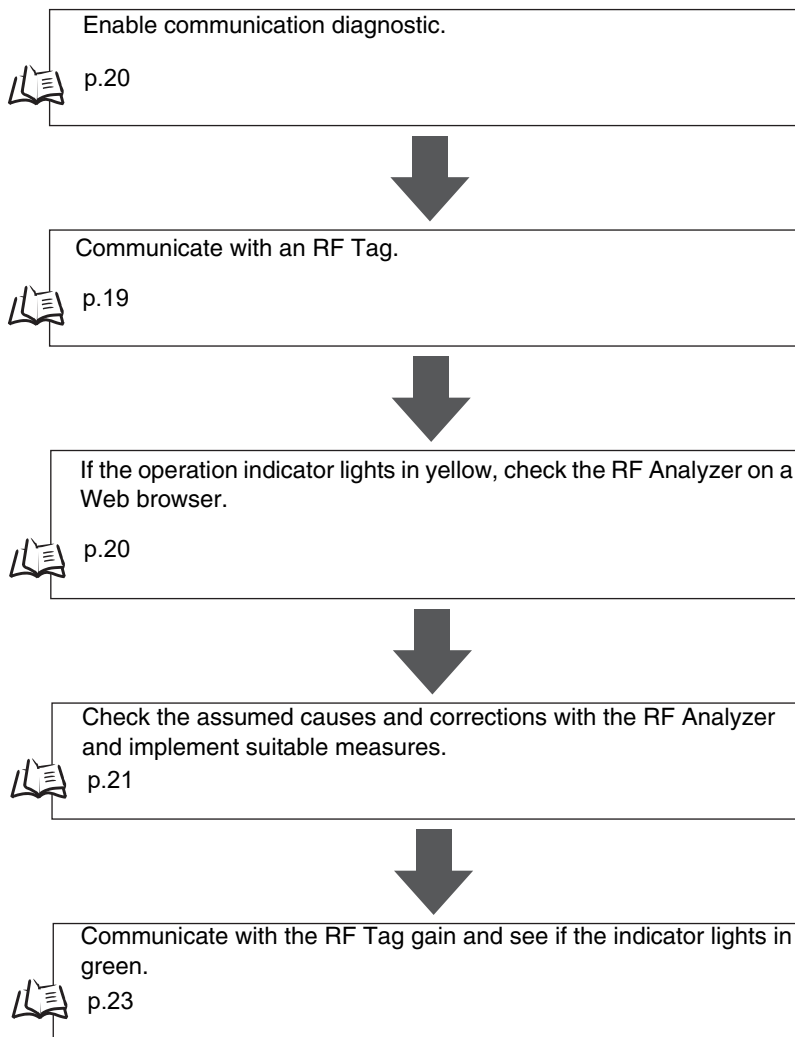 Enable communication diagnostic.
p.20
Communicate with an RF Tag.
p.19
If the operation indicator lights in yellow, check the RF Analyzer on a
Web browser.
p.20
Check the assumed causes and corrections with the RF Analyzer
and implement suitable measures.
p.21
Communicate with the RF Tag gain and see if the indicator lights in
green.
p.23